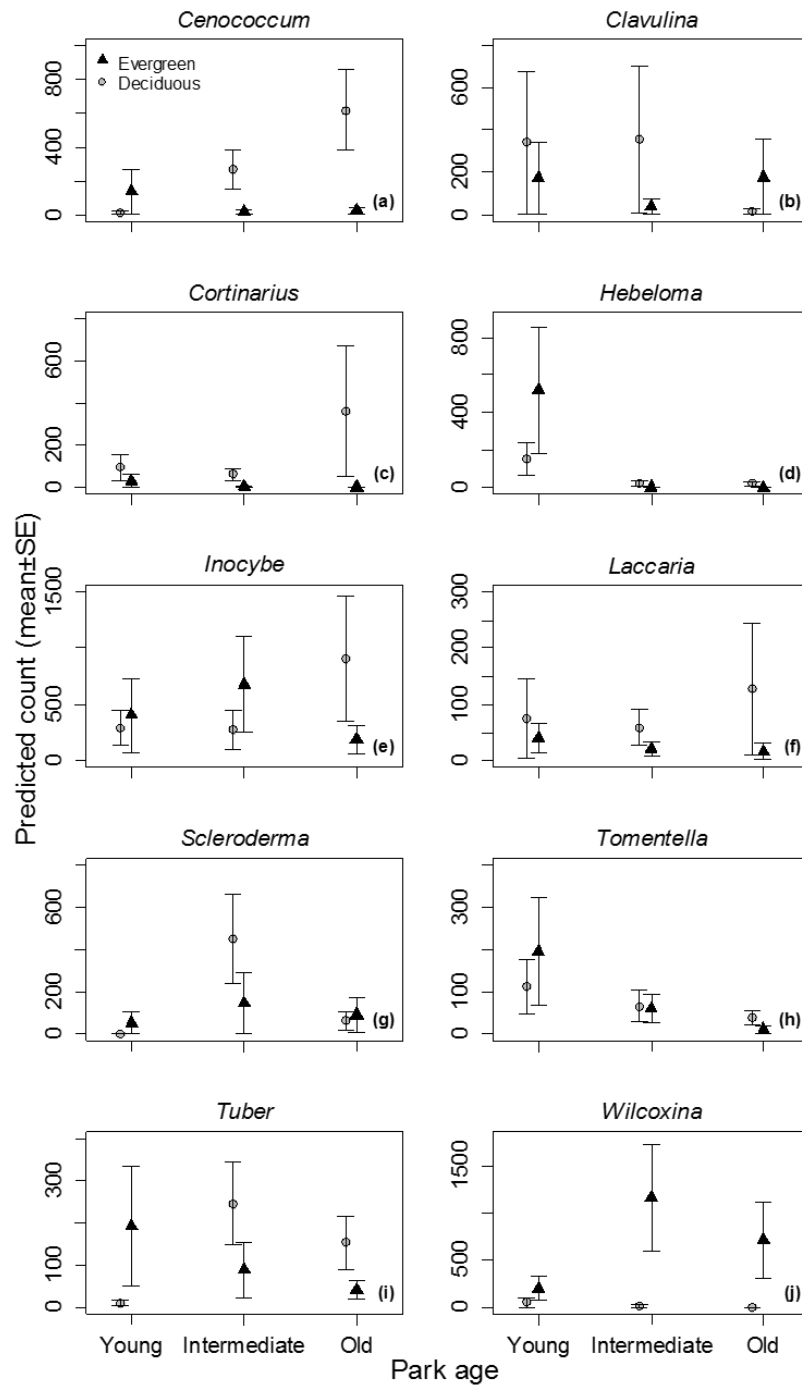 Cenococcum
Clavulina
800
400
0
Evergreen
Deciduous
(a)
600
200
0
(b)
Cortinarius
Hebeloma
600
200
0
(c)
800
400
0
(d)
Inocybe
Laccaria
1500
500
0
(e)
300
200
100
0
(f)
Scleroderma
Tomentella
600
200
0
(g)
300
100
0
(h)
Tuber
Wilcoxina
300
100
0
(i)
1500
500
0
(j)
Predicted count (mean±SE)
Young Intermediate Old
Young Intermediate Old
Park age